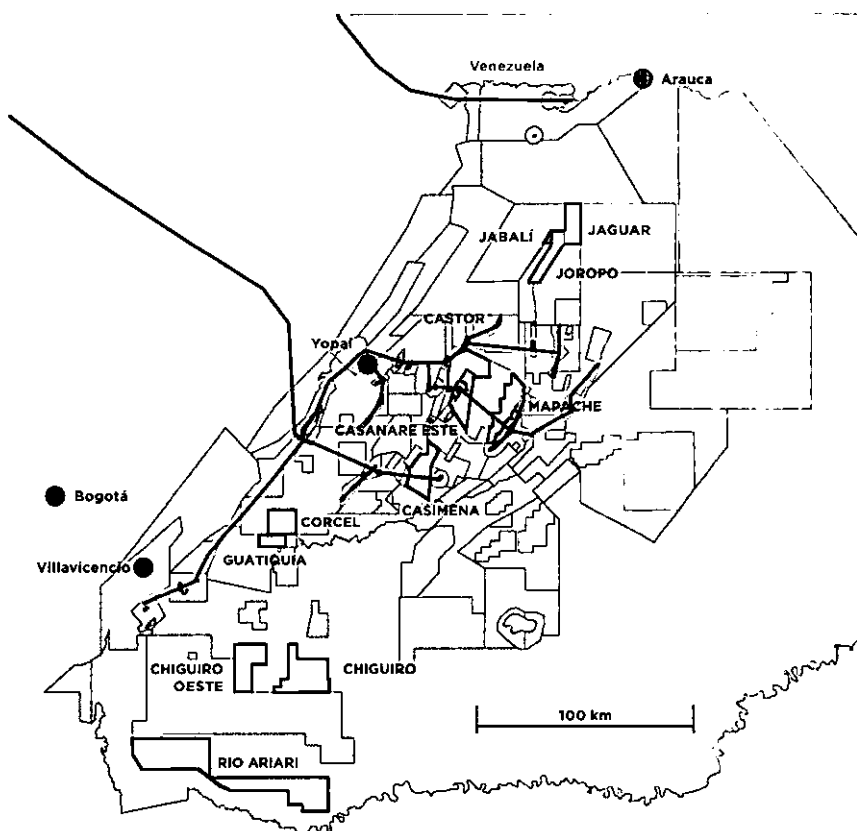 Venezuela
Arauca
JABALÍ
JAGUAR
JOROPO
CASTOR
Yopal
MAPACHE
CASANARE ESTE
Bogotá
CASIMENA
CORCEL
GUATIQUIA
Villavicencio
CHIGUIRO
OESTE
CHIGUIRO
100 km
RIO ARIARI